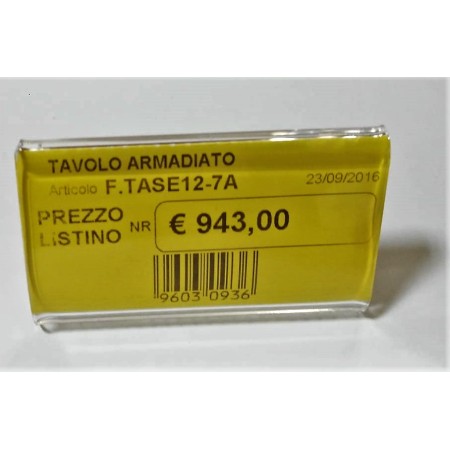 TAVOLO ARMADIATO
Articolo F.TASE12-7A 23/09/2016
PREZZO
LISTINO NR € 943,00
9603 0936